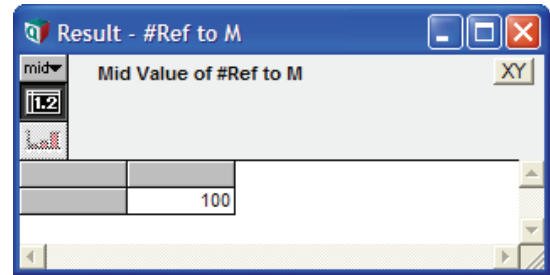 Result - #Ref to M
mid
Mid Value of #Ref to M
XY
1.2
100